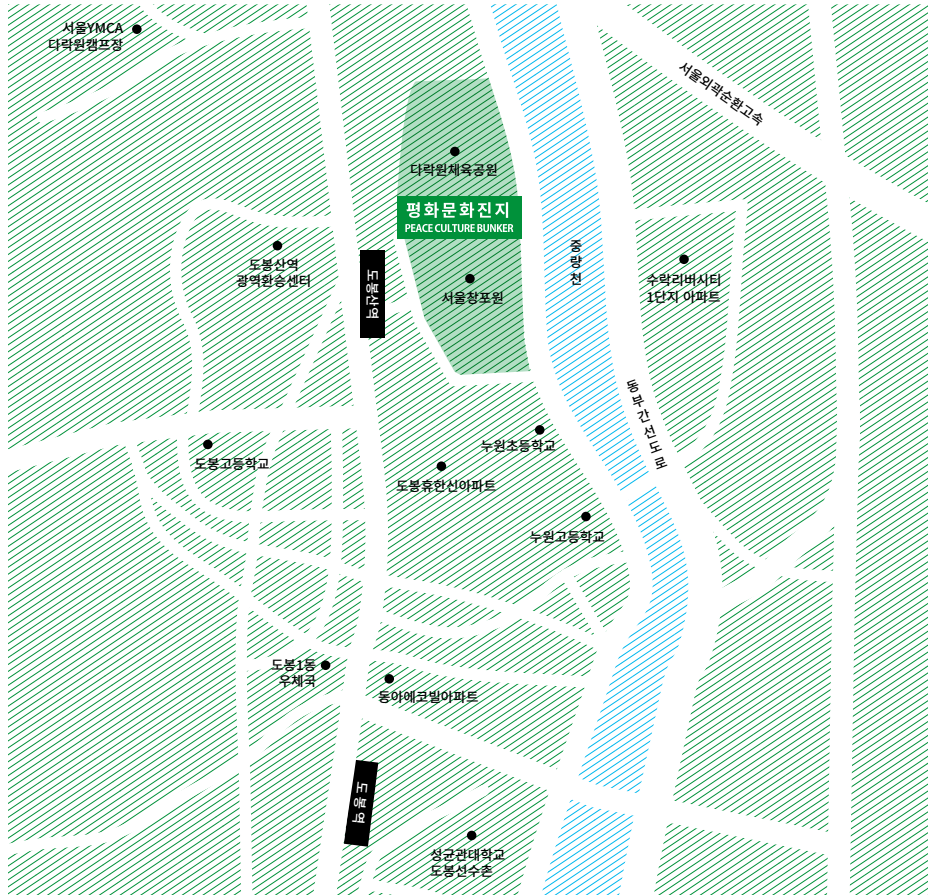 서울YMCA
다락원캠프장
서울외곽순환고속
다락원체육공원
평화문화진지
PEACE CULTURE BUNKER
도봉산역
광역환승센터
도봉산역
서울창포원
중랑천
수락리버시티
1단지 아파트
동부간선도로
누원초등학교
도봉고등학교
도봉휴한신아파트
누원고등학교
도봉1동
우체국
동아에코빌아파트
도봉역
성균관대학교
도봉선수촌